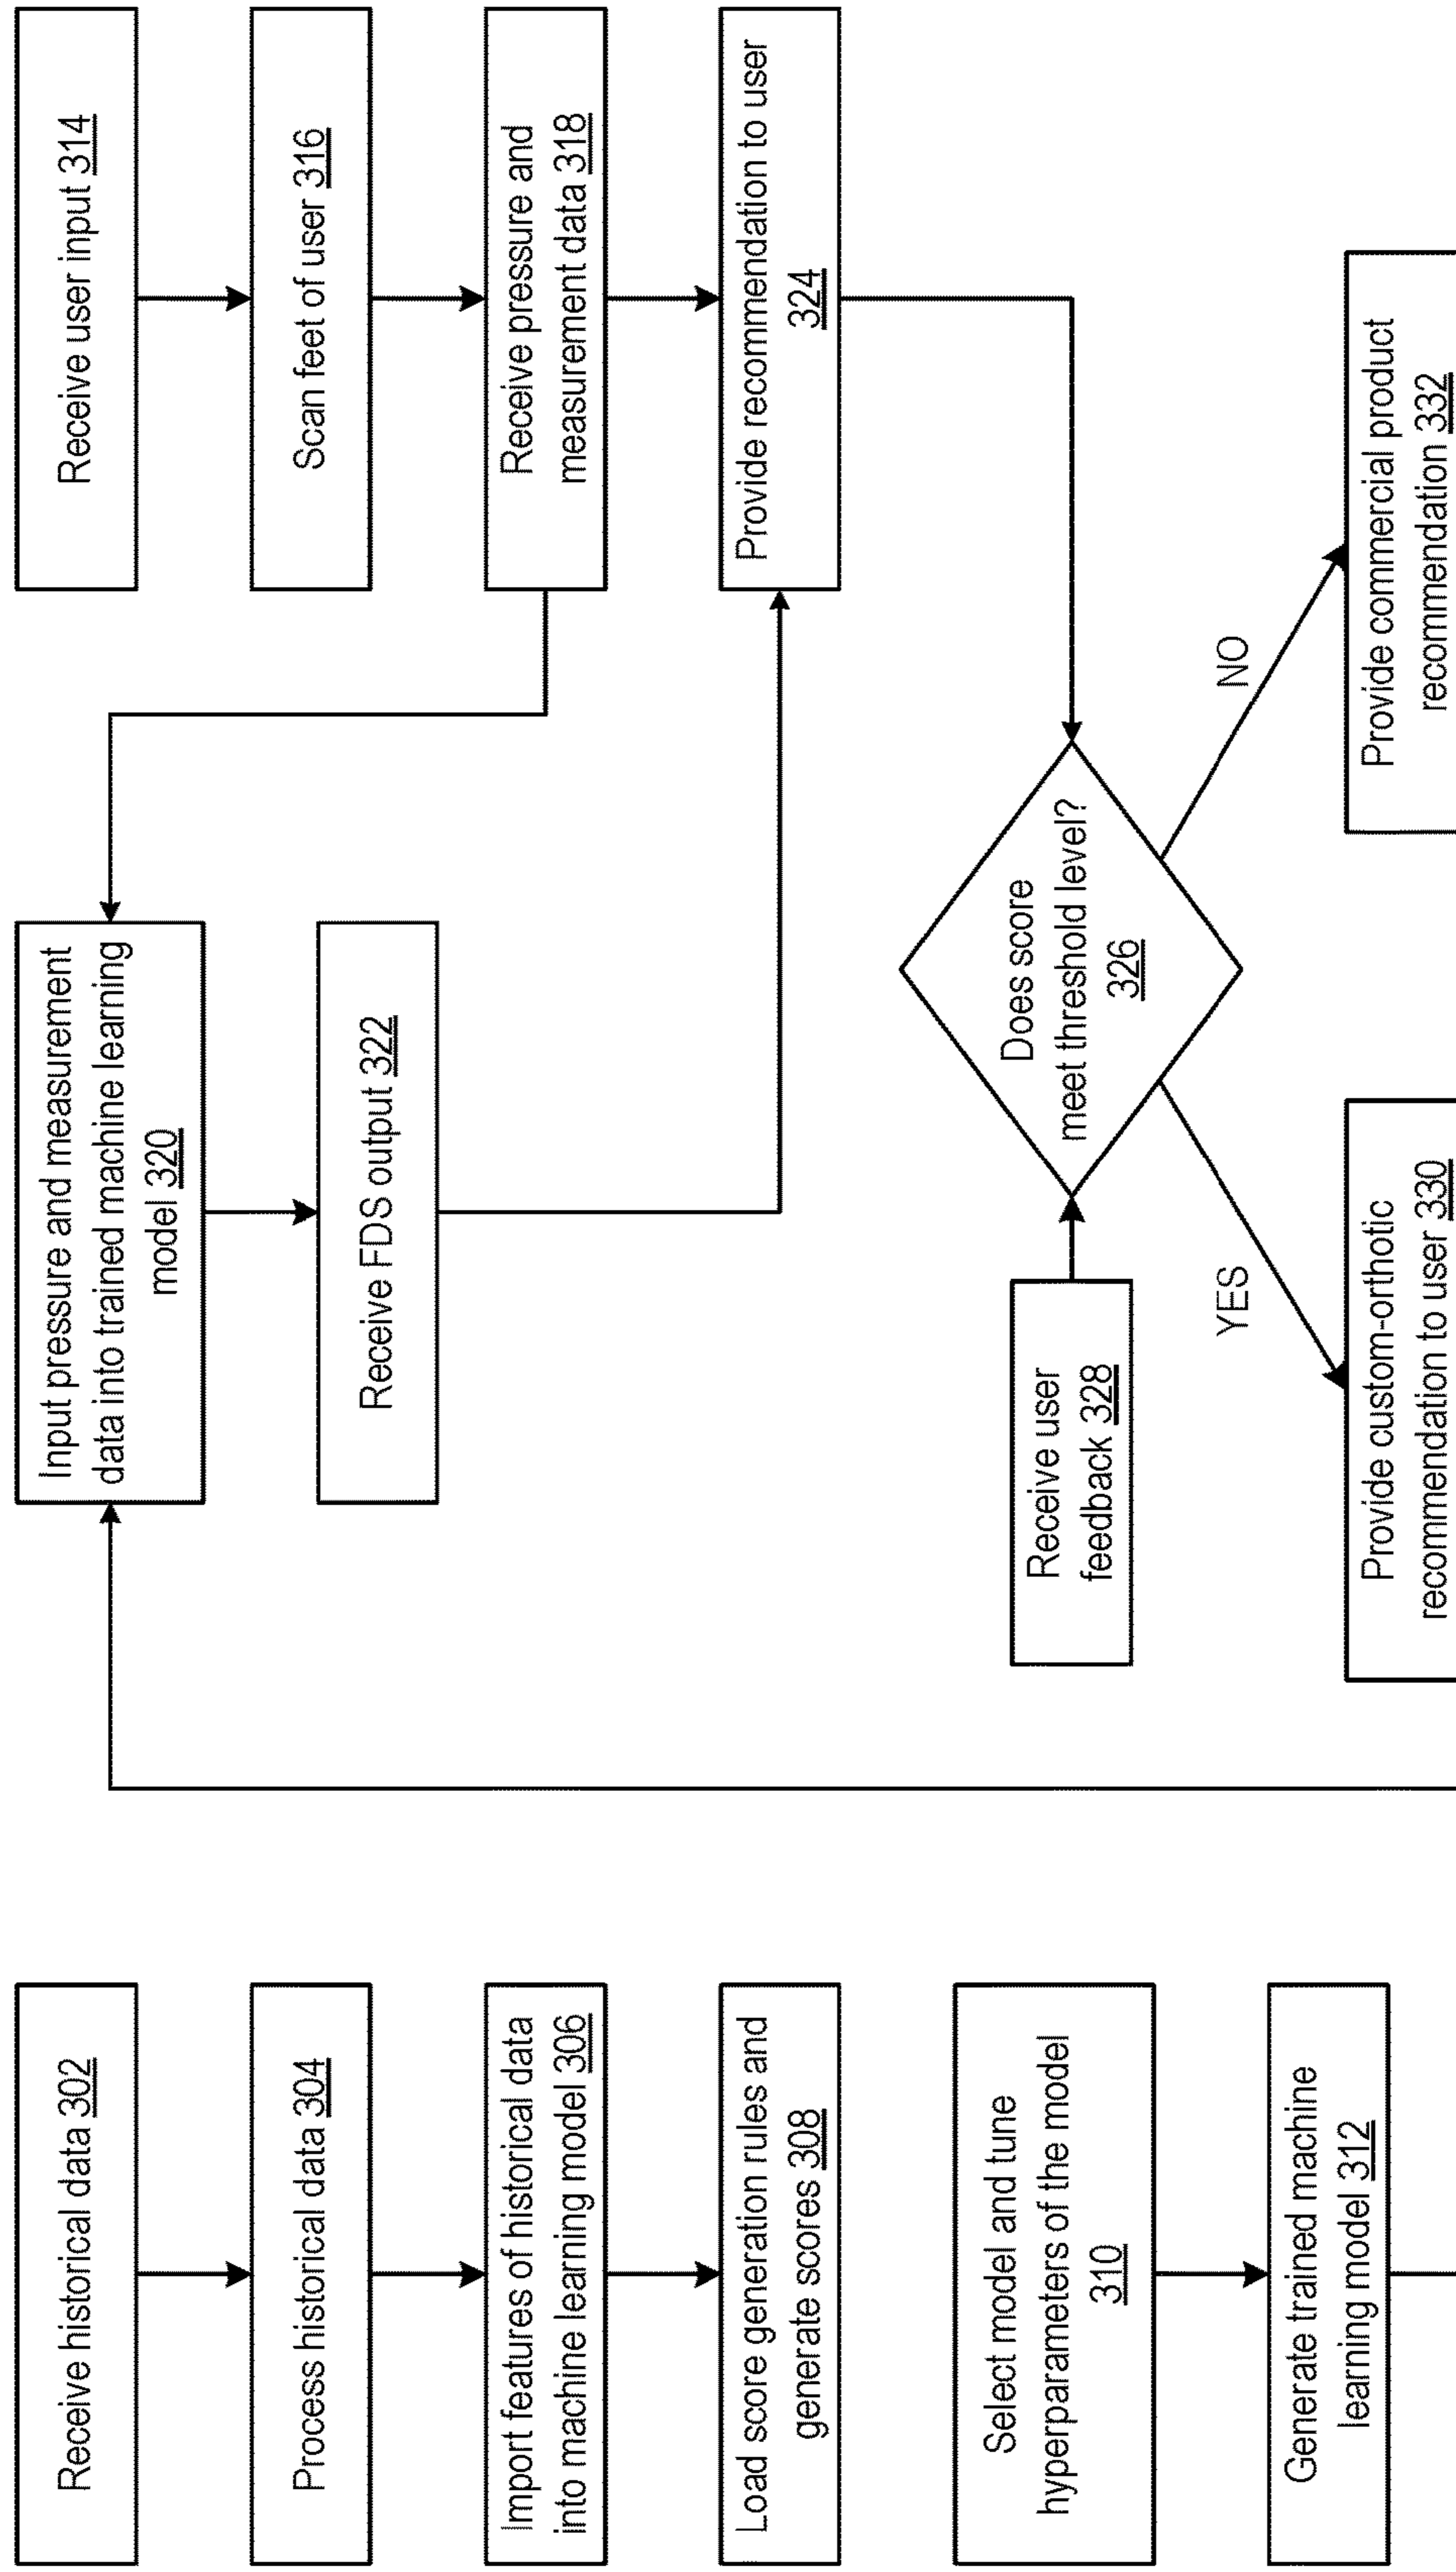 Receive historical data 302
Process historical data 304
Import features of historical data
into machine learning model 306
Load score generation rules and
generate scores 308
Select model and tune
hyperparameters of the model
310
Generate trained machine
learning model 312
Input pressure and measurement
data into trained machine learning
model 320
Receive FDS output 322
Receive user
feedback 328
Does score
meet threshold level?
326
YES
NO
Provide custom-orthotic
recommendation to user 330
Receive user input 314
Scan feet of user 316
Receive pressure and
measurement data 318
Provide recommendation to user
324
Provide commercial product
recommendation 332